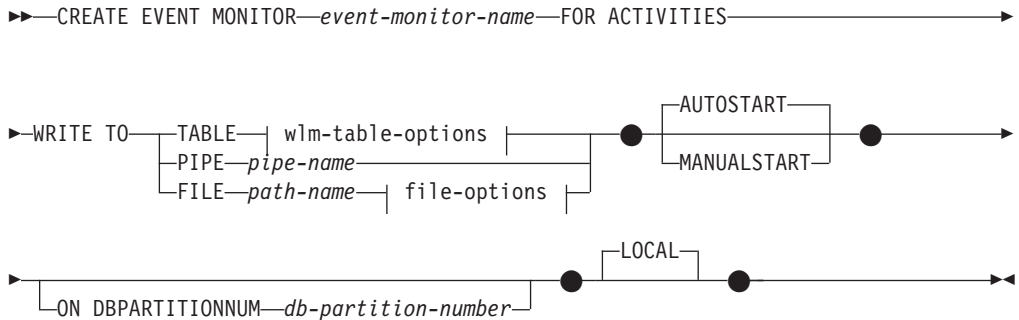 CREATE EVENT MONITOR event-monitor-name FOR ACTIVITIES
AUTOSTART
WRITE TO TABLE wlm-table-options
PIPE pipe-name MANUALSTART
FILE path-name file-options
LOCAL
ON DBPARTITIONNUM db-partition-number